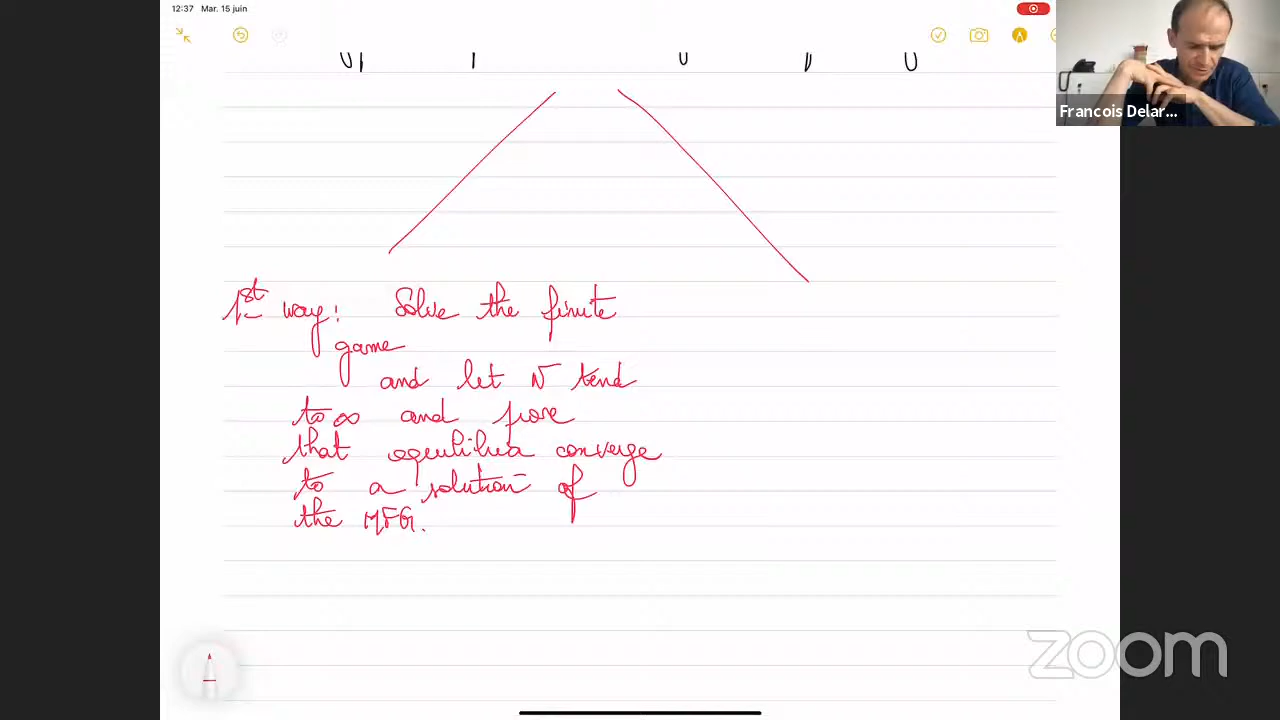 12:37 Mar. 15 juin
Francois Delar...
1st way: Solve the finite
game
and let N tend
to ∞ and prove
that equilibria converge
to a solution of
the MFG.
zoom